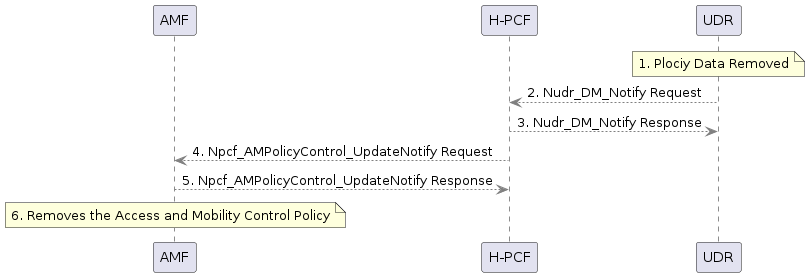 AMF H-PCF UDR
1. Plociy Data Removed
2. Nudr_DM_Notify Request
3. Nudr_DM_Notify Response
4. Npcf_AMPolicyControl_UpdateNotify Request
5. Npcf_AMPolicyControl_UpdateNotify Response
6. Removes the Access and Mobility Control Policy
AMF H-PCF UDR